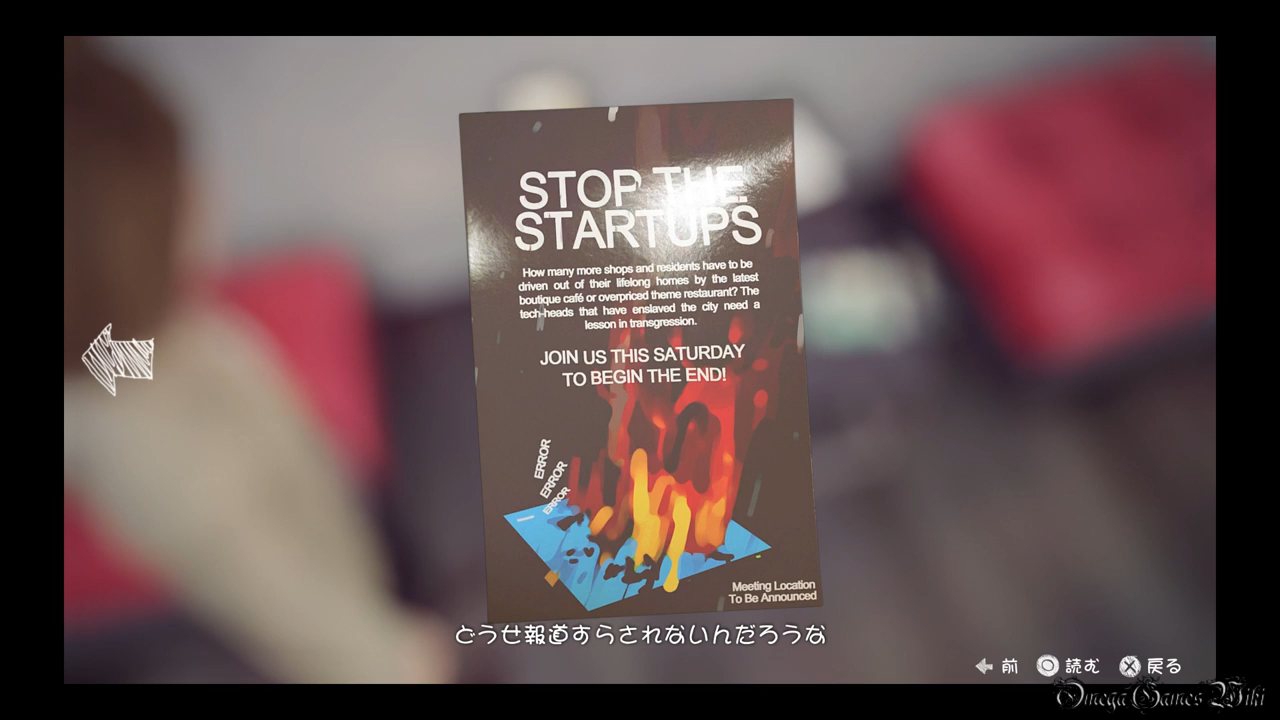 STOP THE
STARTUPS
How many more shops and residents have to be
driven out of their lifelong homes by the latest
boutique café or overpriced theme restaurant? The
tech-heads that have enslaved the city need a
lesson in transgression.
JOIN US THIS SATURDAY
TO BEGIN THE END!
ERROR
ERROR
ERROR
Meeting Location
To Be Announced
どうせ報道すらされないんだろうな
前 読む 戻る
Omega Games Wiki